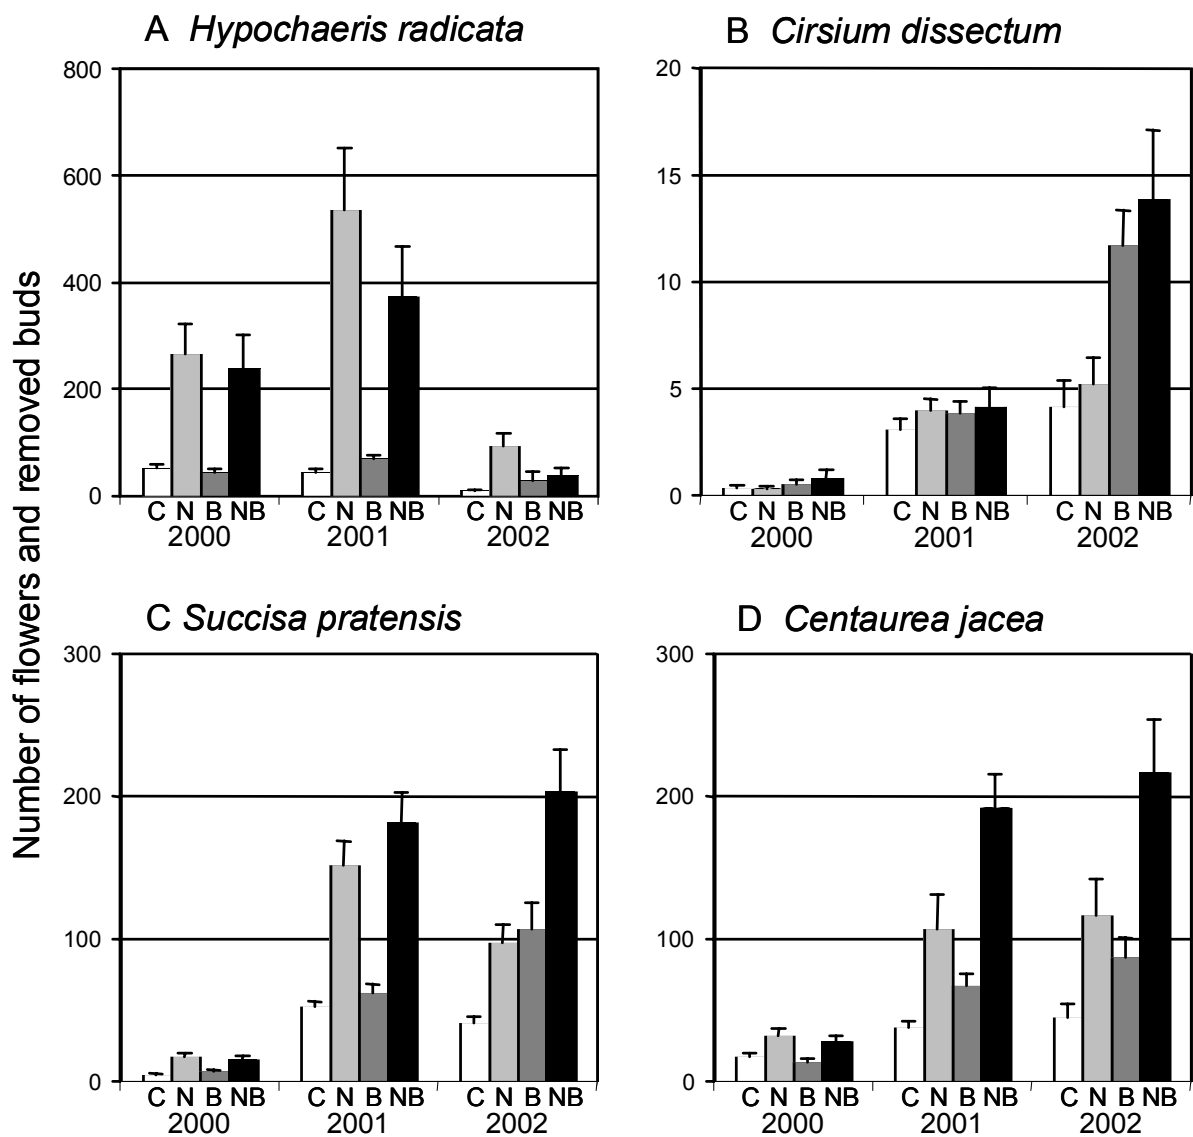 Number of flowers and removed buds
A Hypochaeris radicata
800
600
400
200
0
C N B NB C N B NB C N B NB
2000 2001 2002
B Cirsium dissectum
20
15
10
5
0
C N B NB C N B NB C N B NB
2000 2001 2002
C Succisa pratensis
300
200
100
0
C N B NB C N B NB C N B NB
2000 2001 2002
D Centaurea jacea
300
200
100
0
C N B NB C N B NB C N B NB
2000 2001 2002